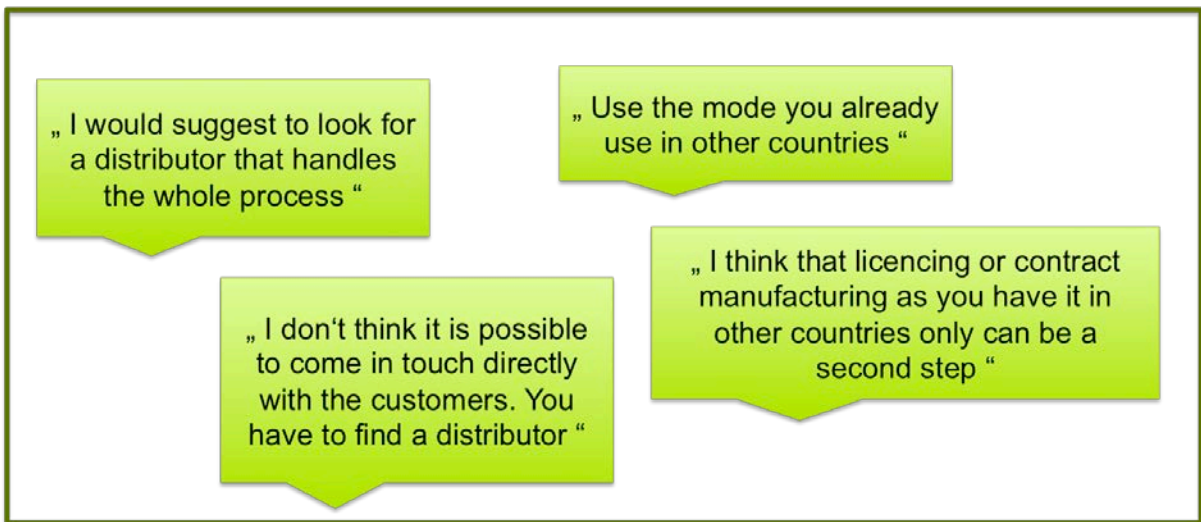 „ I would suggest to look for
a distributor that handles
the whole process “
„ Use the mode you already
use in other countries “
„ I don‘t think it is possible
to come in touch directly
with the customers. You
have to find a distributor “
„ I think that licencing or contract
manufacturing as you have it in
other countries only can be a
second step “